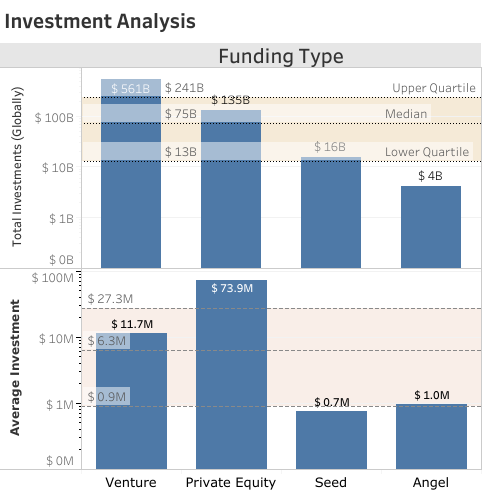 Investment Analysis
Funding Type
Total Investments (Globally)
$ 100B
$ 10B
$ 1B
$ 0B
$ 561B
$ 241B
Upper Quartile
$ 135B
$ 75B
Median
$ 16B
$ 13B
Lower Quartile
$ 4B
Average Investment
$ 100M
$ 10M
$ 1M
$ 0M
$ 27.3M
$ 73.9M
$ 11.7M
$ 6.3M
$ 0.9M
$ 0.7M
$ 1.0M
Venture
Private Equity
Seed
Angel